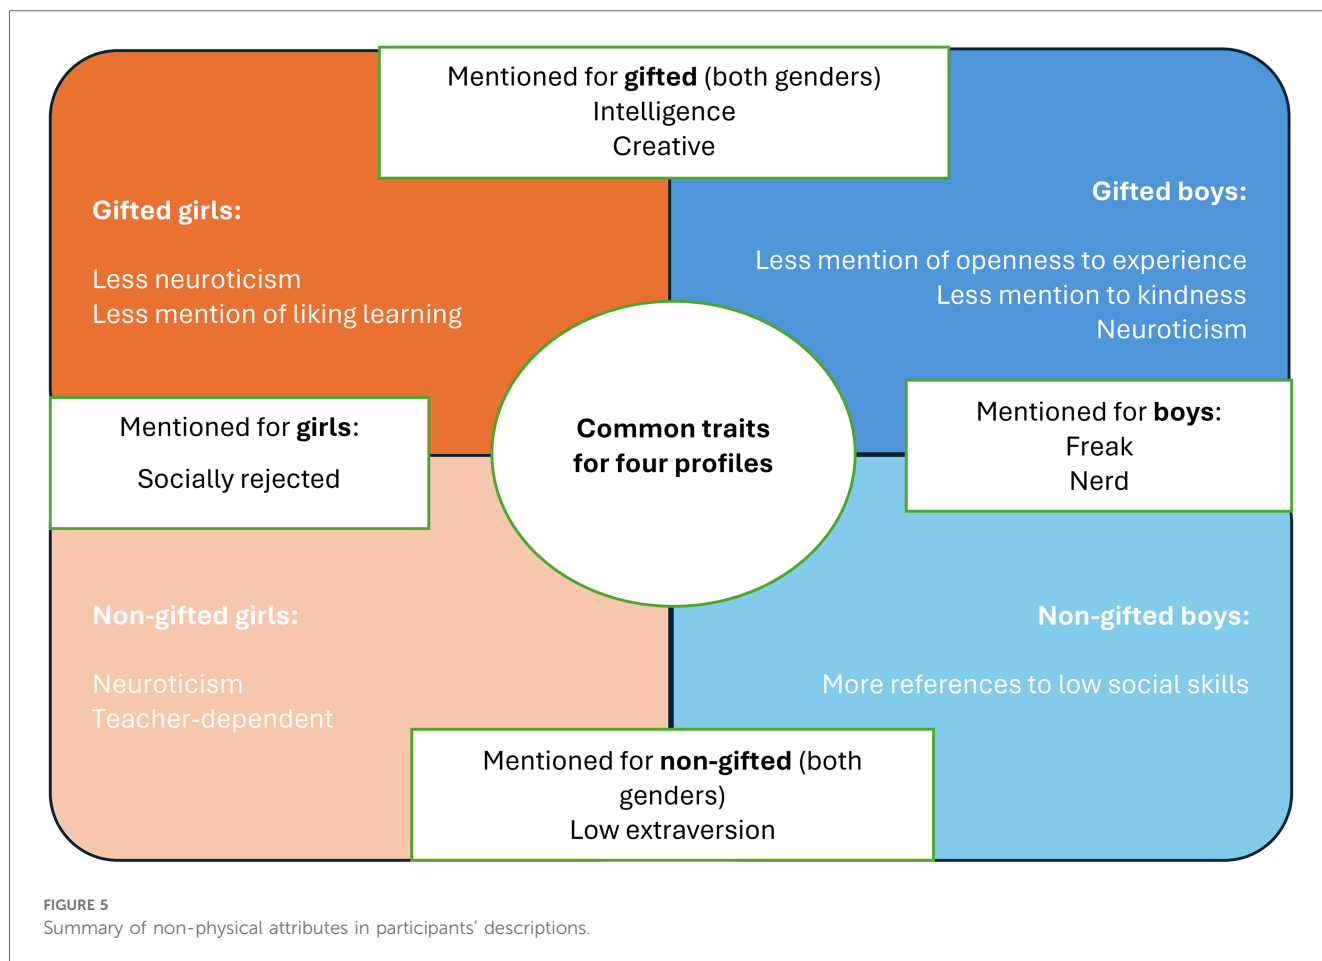 Mentioned for gifted (both genders)
Intelligence
Creative
Gifted girls:
Less neuroticism
Less mention of liking learning
Gifted boys:
Less mention of openness to experience
Less mention to kindness
Neuroticism
Mentioned for girls:
Socially rejected
Common traits
for four profiles
Mentioned for boys:
Freak
Nerd
Non-gifted girls:
Neuroticism
Teacher-dependent
Non-gifted boys:
More references to low social skills
Mentioned for non-gifted (both
genders)
Low extraversion
FIGURE 5
Summary of non-physical attributes in participants’ descriptions.